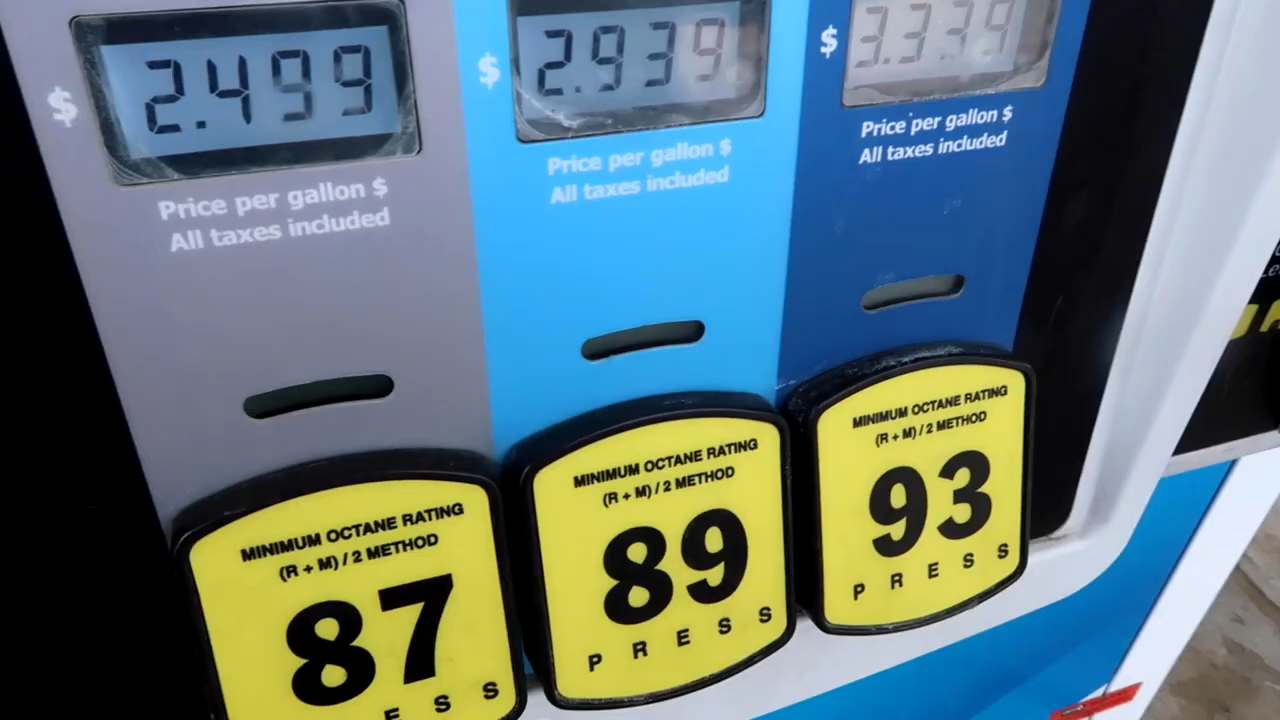 $ 2.499
Price per gallon $
All taxes included
$ 2.939
Price per gallon $
All taxes included
$ 3.339
Price per gallon $
All taxes included
MINIMUM OCTANE RATING
(R + M) / 2 METHOD
87
ESS
MINIMUM OCTANE RATING
(R + M) / 2 METHOD
89
PRESS
MINIMUM OCTANE RATING
(R + M) / 2 METHOD
93
PRESS